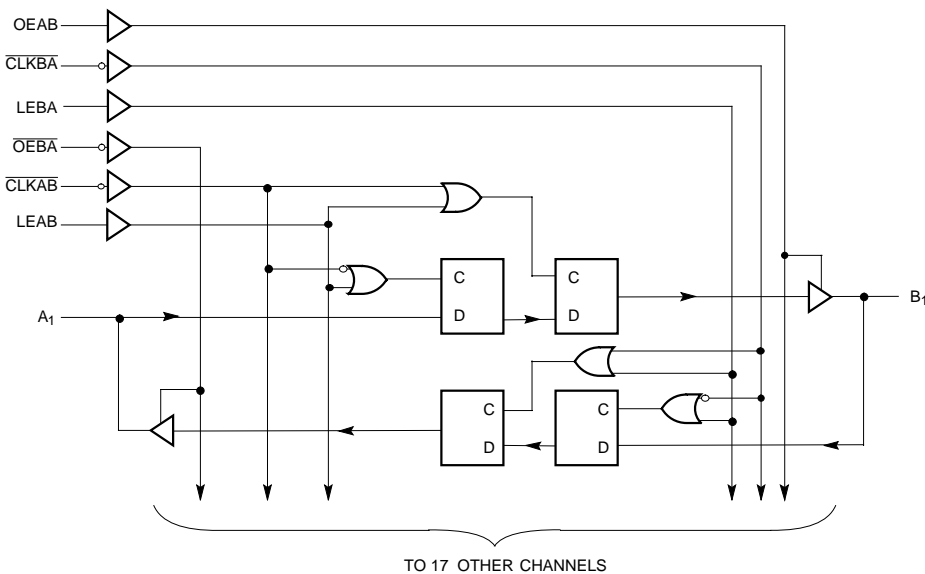 OEAB
CLKBA
LEBA
OEBA
CLKAB
LEAB
C
D
C
D
A1
B1
C
D
C
D
TO 17 OTHER CHANNELS